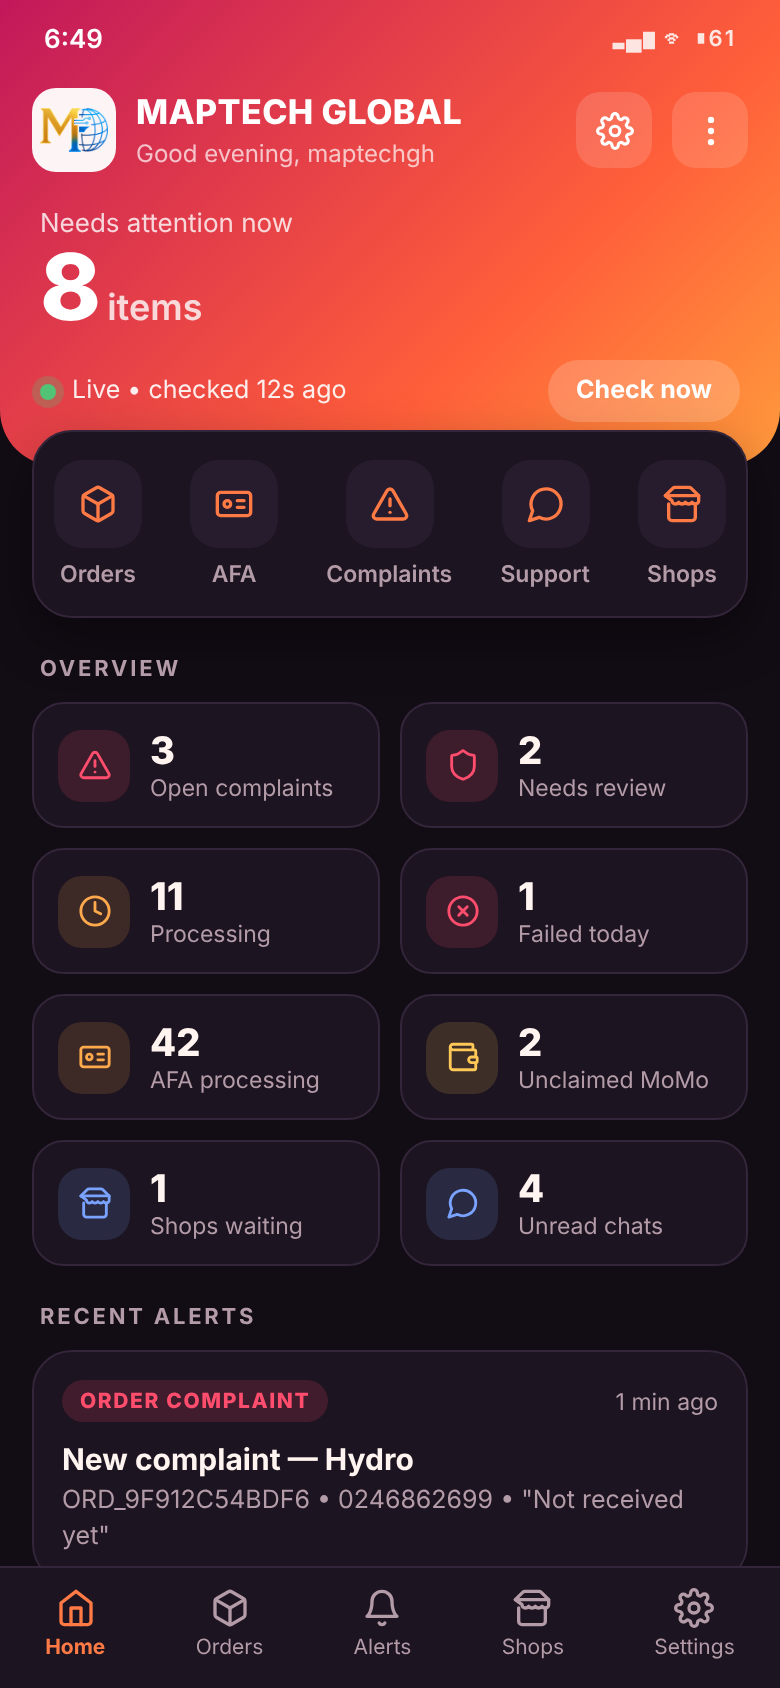 6:49
61
MAPTECH GLOBAL
Good evening, maptechgh
Needs attention now
8 items
Live • checked 12s ago
Check now
Orders
AFA
Complaints
Support
Shops
OVERVIEW
3
Open complaints
2
Needs review
11
Processing
1
Failed today
42
AFA processing
2
Unclaimed MoMo
1
Shops waiting
4
Unread chats
RECENT ALERTS
ORDER COMPLAINT
1 min ago
New complaint — Hydro
ORD_9F912C54BDF6 • 0246862699 • "Not received
yet"
Home
Orders
Alerts
Shops
Settings